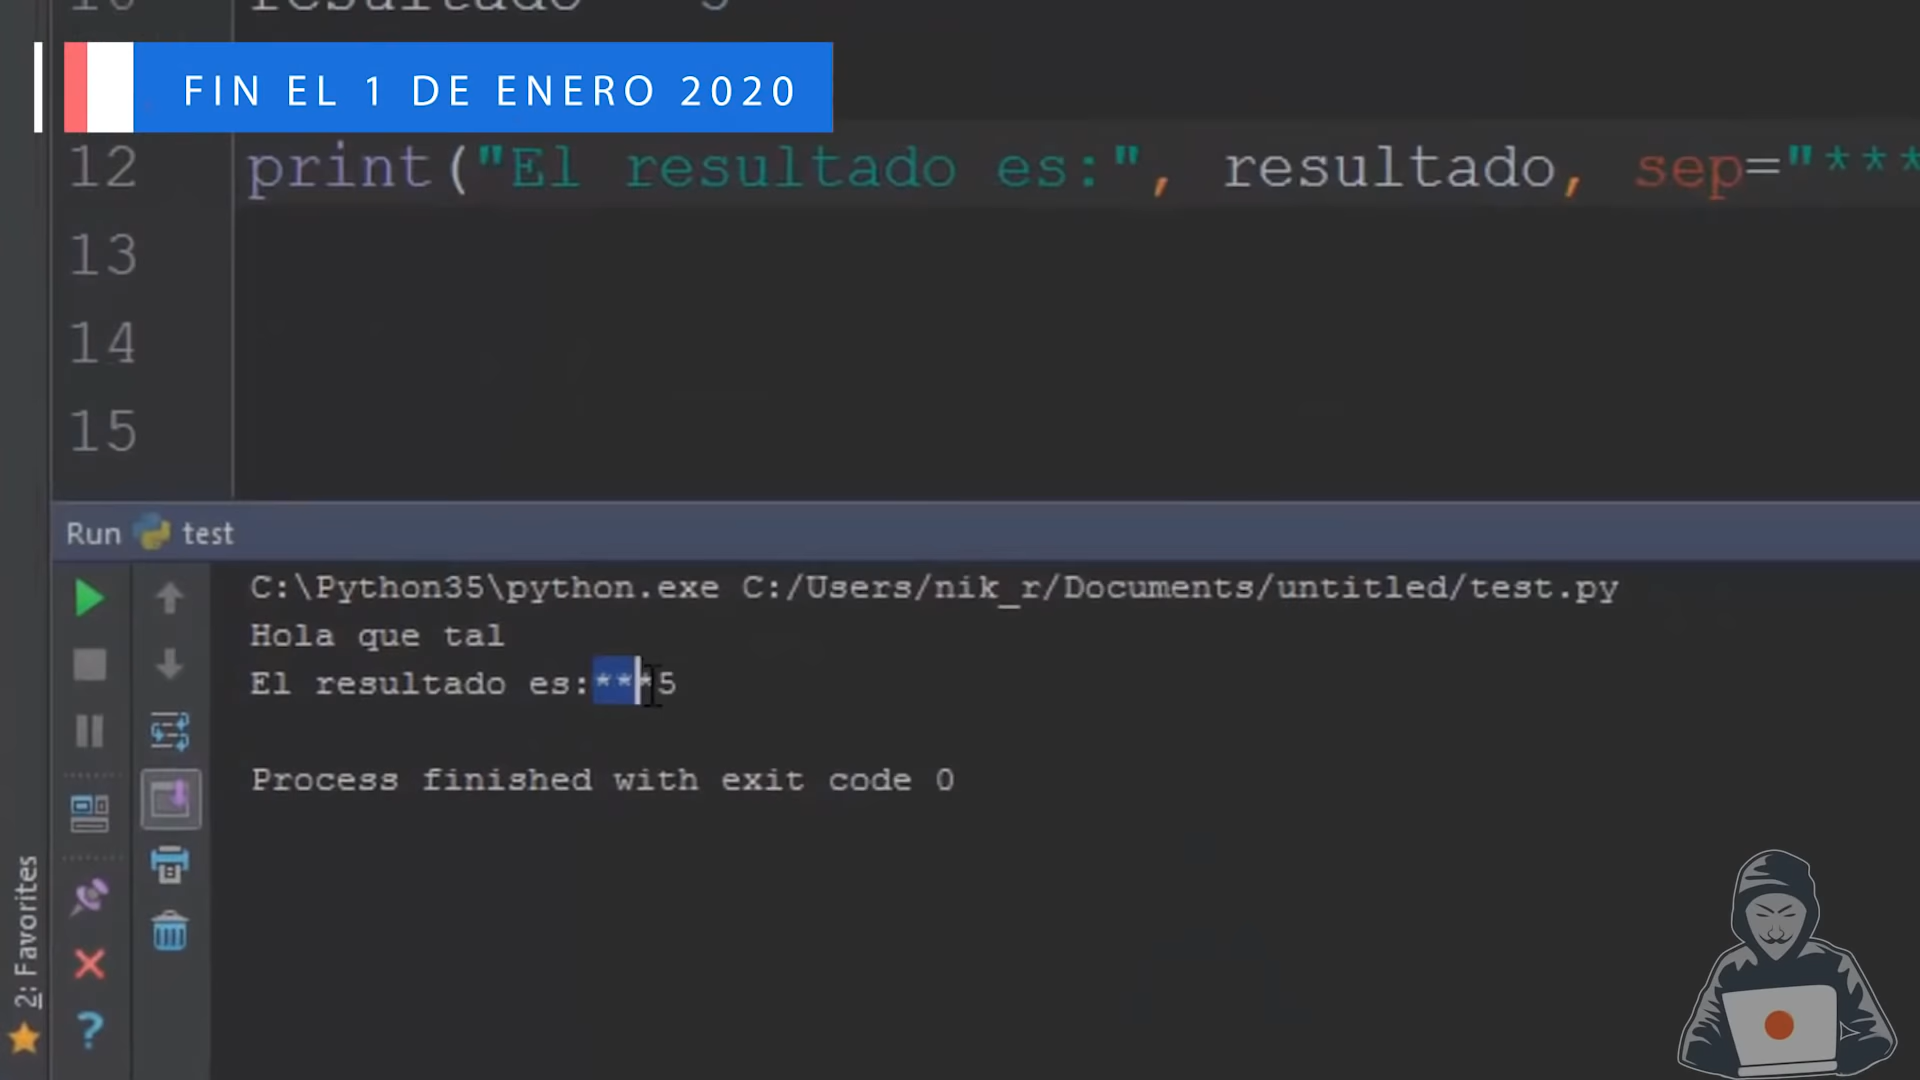 10 resultado
FIN EL 1 DE ENERO 2020
12 print("El resultado es:", resultado, sep="***
13
14
15
Run test
C:\Python35\python.exe C:/Users/nik_r/Documents/untitled/test.py
Hola que tal
El resultado es:***5
Process finished with exit code 0
2: Favorites